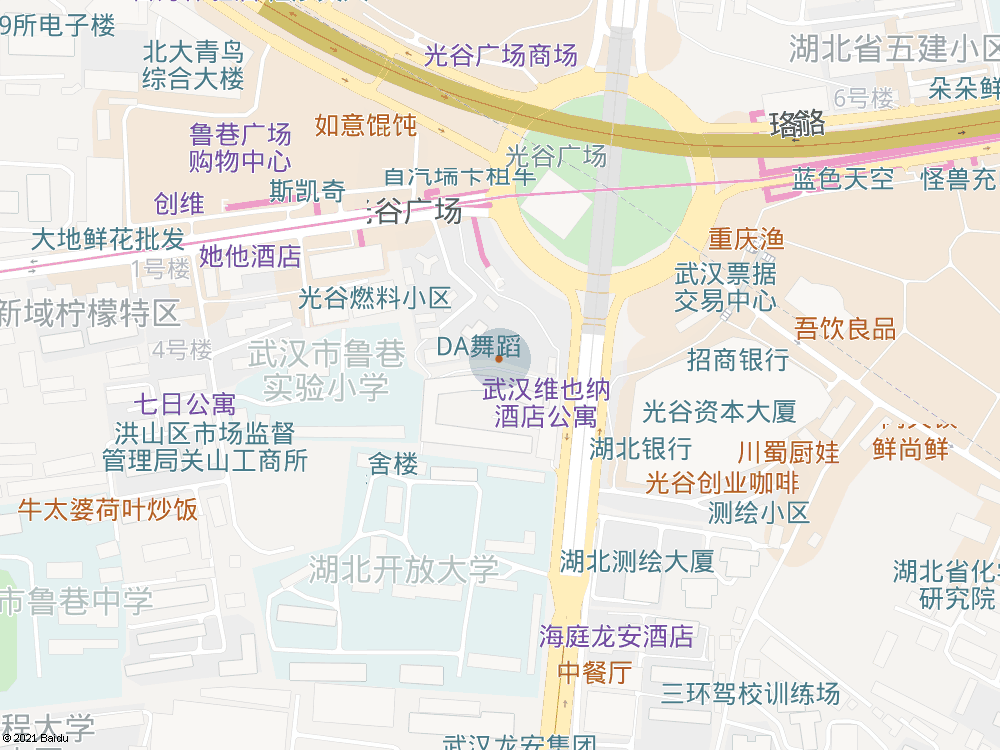 9所电子楼
北大青鸟
综合大楼
光谷广场商场
湖北省五建小区
6号楼
朵朵鲜
鲁巷广场
购物中心
如意馄饨
光谷广场
创维
斯凯奇
谷广场
蓝色天空
怪兽充
大地鲜花批发
1号楼
她他酒店
重庆渔
武汉票据
交易中心
光谷燃料小区
新域柠檬特区
4号楼
武汉市鲁巷
实验小学
DA舞蹈
吾饮良品
招商银行
武汉维也纳
酒店公寓
七日公寓
光谷资本大厦
洪山区市场监督
管理局关山工商所
舍楼
湖北银行
川蜀厨娃
鲜尚鲜
光谷创业咖啡
测绘小区
牛太婆荷叶炒饭
湖北开放大学
湖北测绘大厦
湖北省化
研究院
市鲁巷中学
海庭龙安酒店
中餐厅
三环驾校训练场
程大学
武汉龙安集团
© 2021 Baidu